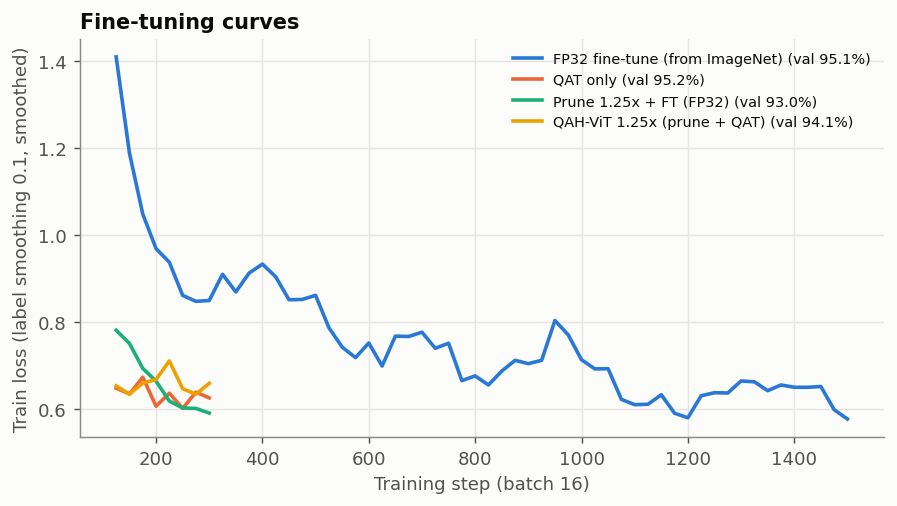 Fine-tuning curves
Train loss (label smoothing 0.1, smoothed)
1.4
1.2
1.0
0.8
0.6
FP32 fine-tune (from ImageNet) (val 95.1%)
QAT only (val 95.2%)
Prune 1.25x + FT (FP32) (val 93.0%)
QAH-ViT 1.25x (prune + QAT) (val 94.1%)
200 400 600 800 1000 1200 1400
Training step (batch 16)